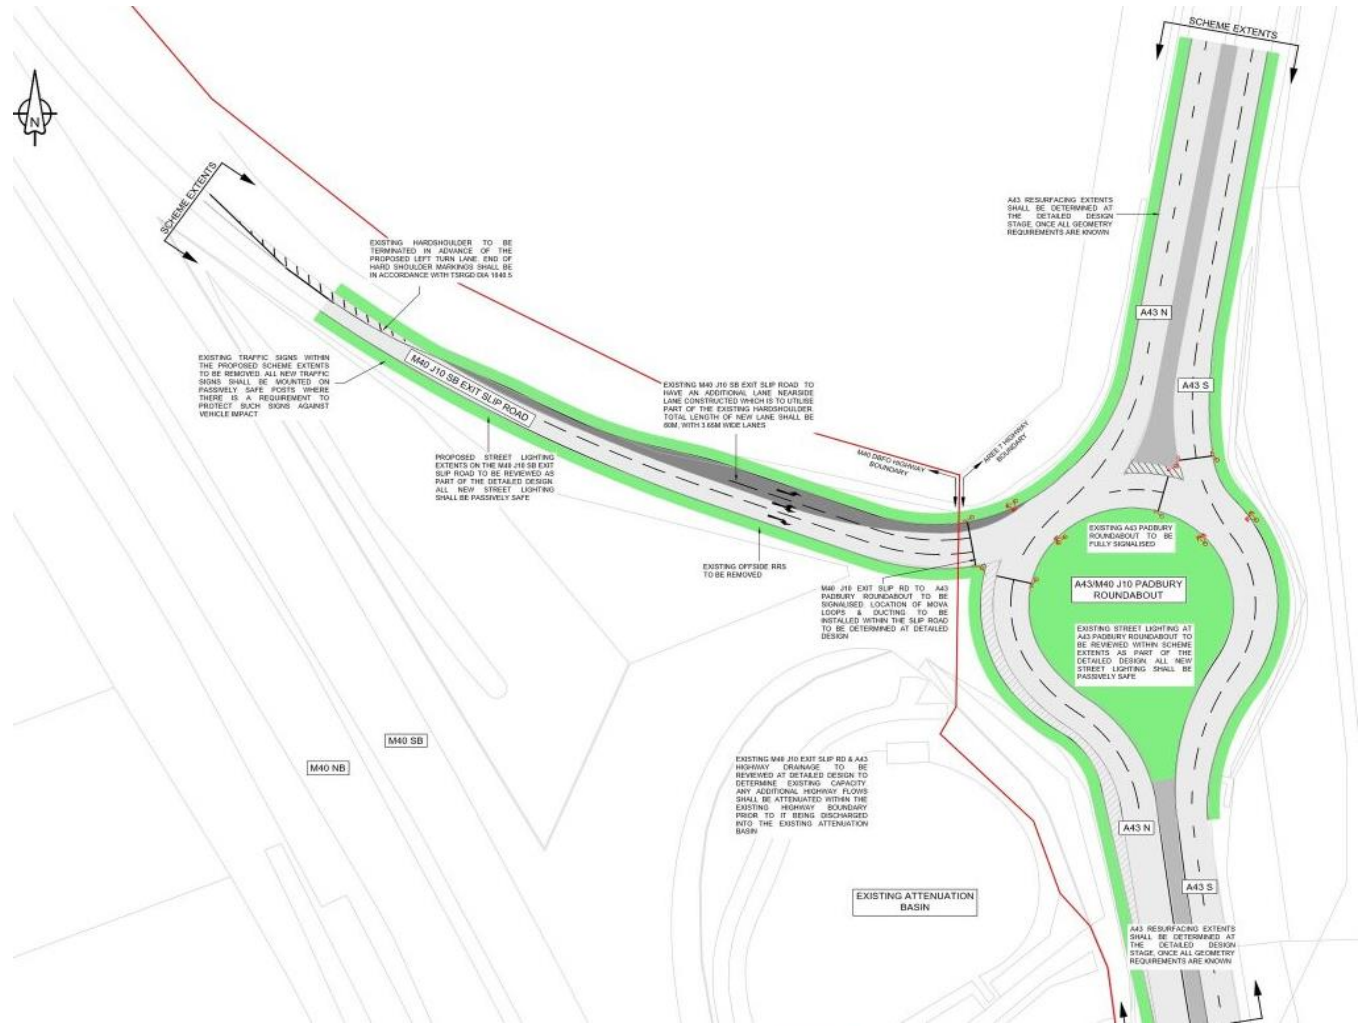 SCHEME EXTENTS
N
SCHEME EXTENTS
A43 RESURFACING EXTENTS
SHALL BE DETERMINED AT
THE DETAILED DESIGN
STAGE, ONCE ALL GEOMETRY
REQUIREMENTS ARE KNOWN
EXISTING HARDSHOULDER TO BE
TERMINATED IN ADVANCE OF THE
PROPOSED LEFT TURN LANE. END OF
HARD SHOULDER MARKINGS SHALL BE
IN ACCORDANCE WITH TSRGD DIA 1040.5
A43 N
EXISTING TRAFFIC SIGNS WITHIN
THE PROPOSED SCHEME EXTENTS
TO BE REMOVED. ALL NEW TRAFFIC
SIGNS SHALL BE MOUNTED ON
PASSIVELY SAFE POSTS WHERE
THERE IS A REQUIREMENT TO
PROTECT SUCH SIGNS AGAINST
VEHICLE IMPACT
M40 J10 SB EXIT SLIP ROAD
EXISTING M40 J10 SB EXIT SLIP ROAD TO
HAVE AN ADDITIONAL LANE NEARSIDE
LANE CONSTRUCTED WHICH IS TO UTILISE
PART OF THE EXISTING HARDSHOULDER.
TOTAL LENGTH OF NEW LANE SHALL BE
60M, WITH 3.65M WIDE LANES
A43 S
PROPOSED STREET LIGHTING
EXTENTS ON THE M40 J10 SB EXIT
SLIP ROAD TO BE REVIEWED AS
PART OF THE DETAILED DESIGN.
ALL NEW STREET LIGHTING
SHALL BE PASSIVELY SAFE
M40 DBFO HIGHWAY
BOUNDARY
HIGHWAY
BOUNDARY
EXISTING A43 PADBURY
ROUNDABOUT TO BE
FULLY SIGNALISED
EXISTING OFFSIDE RRS
TO BE REMOVED
M40 J10 EXIT SLIP RD TO A43
PADBURY ROUNDABOUT TO BE
SIGNALISED. LOCATION OF MOVA
LOOPS & DUCTING TO BE
INSTALLED WITHIN THE SLIP ROAD
TO BE DETERMINED AT DETAILED
DESIGN
A43/M40 J10 PADBURY
ROUNDABOUT
EXISTING STREET LIGHTING AT
A43 PADBURY ROUNDABOUT TO
BE REVIEWED WITHIN SCHEME
EXTENTS AS PART OF THE
DETAILED DESIGN. ALL NEW
STREET LIGHTING SHALL BE
PASSIVELY SAFE
M40 SB
M40 NB
EXISTING M40 J10 EXIT SLIP RD & A43
HIGHWAY DRAINAGE TO BE
REVIEWED AT DETAILED DESIGN TO
DETERMINE EXISTING CAPACITY.
ANY ADDITIONAL HIGHWAY FLOWS
SHALL BE ATTENUATED WITHIN THE
EXISTING HIGHWAY BOUNDARY
PRIOR TO IT BEING DISCHARGED
INTO THE EXISTING ATTENUATION
BASIN
A43 N
A43 S
EXISTING ATTENUATION
BASIN
A43 RESURFACING EXTENTS
SHALL BE DETERMINED AT
THE DETAILED DESIGN
STAGE, ONCE ALL GEOMETRY
REQUIREMENTS ARE KNOWN